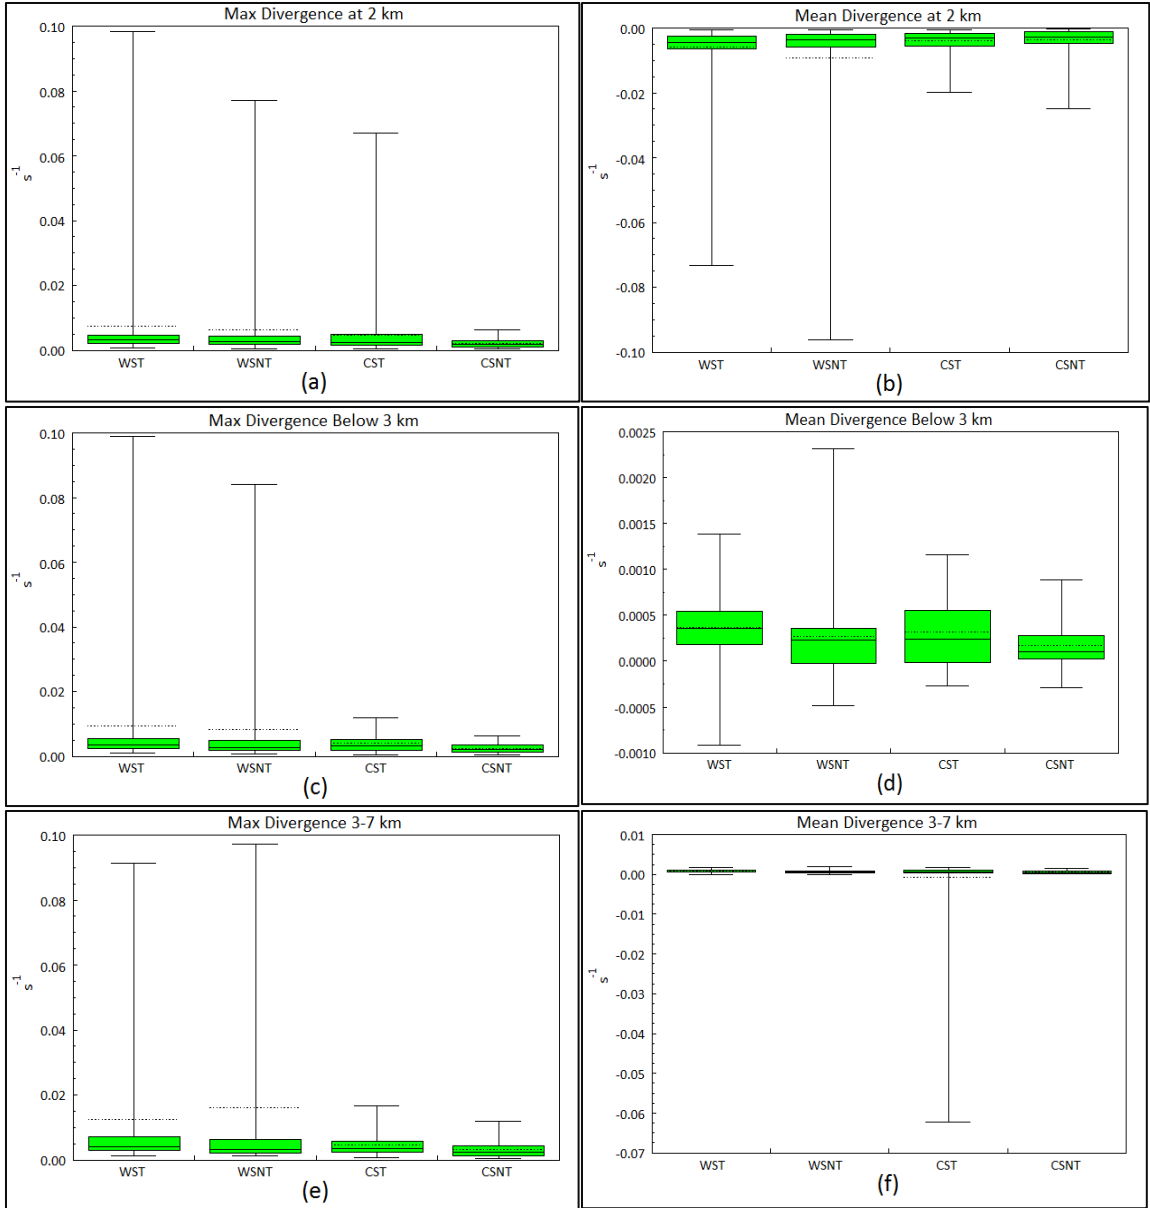 Max Divergence at 2 km
0.10
0.08
0.06
0.04
0.02
0.00
s⁻¹
WST WSNT CST CSNT
(a)
Mean Divergence at 2 km
0.00
-0.02
-0.04
-0.06
-0.08
-0.10
s⁻¹
WST WSNT CST CSNT
(b)
Max Divergence Below 3 km
0.10
0.08
0.06
0.04
0.02
0.00
s⁻¹
WST WSNT CST CSNT
(c)
Mean Divergence Below 3 km
0.0025
0.0020
0.0015
0.0010
0.0005
0.0000
-0.0005
-0.0010
s⁻¹
WST WSNT CST CSNT
(d)
Max Divergence 3-7 km
0.10
0.08
0.06
0.04
0.02
0.00
s⁻¹
WST WSNT CST CSNT
(e)
Mean Divergence 3-7 km
0.01
0.00
-0.01
-0.02
-0.03
-0.04
-0.05
-0.06
-0.07
s⁻¹
WST WSNT CST CSNT
(f)